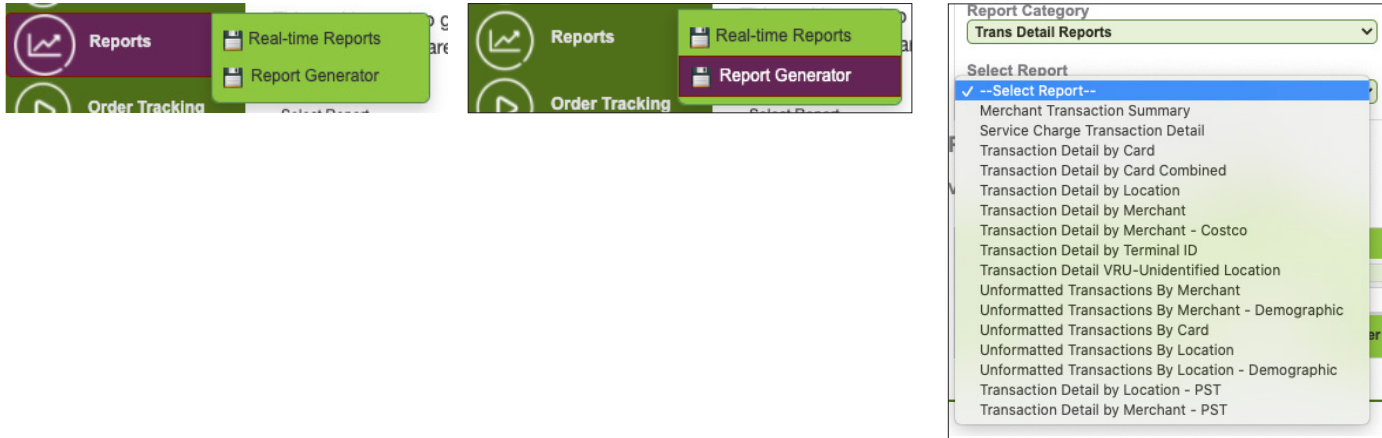 Reports
Real-time Reports
Report Generator
Order Tracking
Select Report
Reports
Real-time Reports
Report Generator
Order Tracking
Select Report
Report Category
Trans Detail Reports
Select Report
--Select Report--
Merchant Transaction Summary
Service Charge Transaction Detail
Transaction Detail by Card
Transaction Detail by Card Combined
Transaction Detail by Location
Transaction Detail by Merchant
Transaction Detail by Merchant - Costco
Transaction Detail by Terminal ID
Transaction Detail VRU-Unidentified Location
Unformatted Transactions By Merchant
Unformatted Transactions By Merchant - Demographic
Unformatted Transactions By Card
Unformatted Transactions By Location
Unformatted Transactions By Location - Demographic
Transaction Detail by Location - PST
Transaction Detail by Merchant - PST